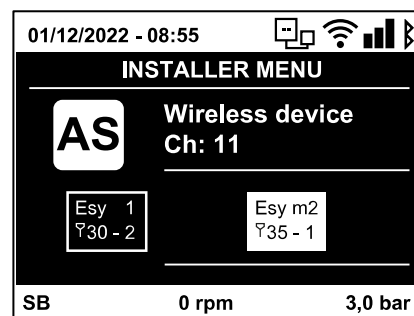 01/12/2022 - 08:55
INSTALLER MENU
AS
Wireless device
Ch: 11
Esy 1
30 - 2
Esy m2
35 - 1
SB 0 rpm 3,0 bar